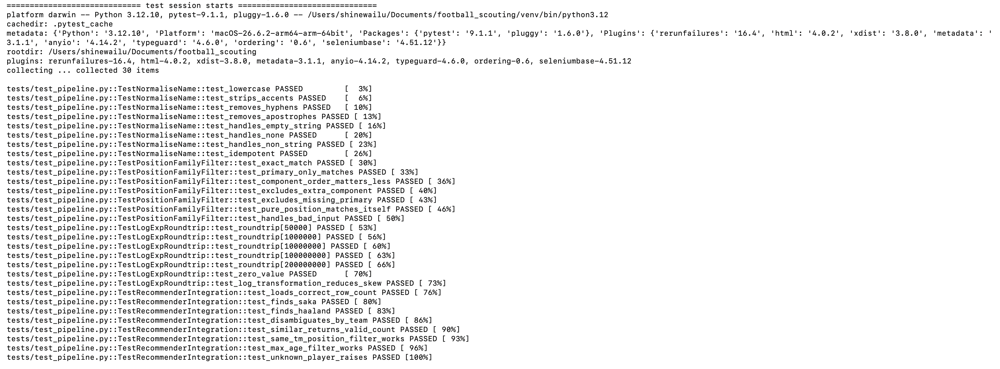 ============================= test session starts ==============================
platform darwin -- Python 3.12.10, pytest-9.1.1, pluggy-1.6.0 -- /Users/shinewailu/Documents/football_scouting/venv/bin/python3.12
cachedir: .pytest_cache
metadata: {'Python': '3.12.10', 'Platform': 'macOS-26.6.2-arm64-arm-64bit', 'Packages': {'pytest': '9.1.1', 'pluggy': '1.6.0'}, 'Plugins': {'rerunfailures': '16.4', 'html': '4.0.2', 'xdist': '3.8.0', 'metadata': '
3.1.1', 'anyio': '4.14.2', 'typeguard': '4.6.0', 'ordering': '0.6', 'seleniumbase': '4.51.12'}}
rootdir: /Users/shinewailu/Documents/football_scouting
plugins: rerunfailures-16.4, html-4.0.2, xdist-3.8.0, metadata-3.1.1, anyio-4.14.2, typeguard-4.6.0, ordering-0.6, seleniumbase-4.51.12
collecting ... collected 30 items

tests/test_pipeline.py::TestNormaliseName::test_lowercase PASSED         [  3%]
tests/test_pipeline.py::TestNormaliseName::test_strips_accents PASSED    [  6%]
tests/test_pipeline.py::TestNormaliseName::test_removes_hyphens PASSED   [ 10%]
tests/test_pipeline.py::TestNormaliseName::test_removes_apostrophes PASSED [ 13%]
tests/test_pipeline.py::TestNormaliseName::test_handles_empty_string PASSED [ 16%]
tests/test_pipeline.py::TestNormaliseName::test_handles_none PASSED      [ 20%]
tests/test_pipeline.py::TestNormaliseName::test_handles_non_string PASSED [ 23%]
tests/test_pipeline.py::TestNormaliseName::test_idempotent PASSED        [ 26%]
tests/test_pipeline.py::TestPositionFamilyFilter::test_exact_match PASSED [ 30%]
tests/test_pipeline.py::TestPositionFamilyFilter::test_primary_only_matches PASSED [ 33%]
tests/test_pipeline.py::TestPositionFamilyFilter::test_component_order_matters_less PASSED [ 36%]
tests/test_pipeline.py::TestPositionFamilyFilter::test_excludes_extra_component PASSED [ 40%]
tests/test_pipeline.py::TestPositionFamilyFilter::test_excludes_missing_primary PASSED [ 43%]
tests/test_pipeline.py::TestPositionFamilyFilter::test_pure_position_matches_itself PASSED [ 46%]
tests/test_pipeline.py::TestPositionFamilyFilter::test_handles_bad_input PASSED [ 50%]
tests/test_pipeline.py::TestLogExpRoundtrip::test_roundtrip[50000] PASSED [ 53%]
tests/test_pipeline.py::TestLogExpRoundtrip::test_roundtrip[1000000] PASSED [ 56%]
tests/test_pipeline.py::TestLogExpRoundtrip::test_roundtrip[10000000] PASSED [ 60%]
tests/test_pipeline.py::TestLogExpRoundtrip::test_roundtrip[100000000] PASSED [ 63%]
tests/test_pipeline.py::TestLogExpRoundtrip::test_roundtrip[200000000] PASSED [ 66%]
tests/test_pipeline.py::TestLogExpRoundtrip::test_zero_value PASSED      [ 70%]
tests/test_pipeline.py::TestLogExpRoundtrip::test_log_transformation_reduces_skew PASSED [ 73%]
tests/test_pipeline.py::TestRecommenderIntegration::test_loads_correct_row_count PASSED [ 76%]
tests/test_pipeline.py::TestRecommenderIntegration::test_finds_saka PASSED [ 80%]
tests/test_pipeline.py::TestRecommenderIntegration::test_finds_haaland PASSED [ 83%]
tests/test_pipeline.py::TestRecommenderIntegration::test_disambiguates_by_team PASSED [ 86%]
tests/test_pipeline.py::TestRecommenderIntegration::test_similar_returns_valid_count PASSED [ 90%]
tests/test_pipeline.py::TestRecommenderIntegration::test_same_tm_position_filter_works PASSED [ 93%]
tests/test_pipeline.py::TestRecommenderIntegration::test_max_age_filter_works PASSED [ 96%]
tests/test_pipeline.py::TestRecommenderIntegration::test_unknown_player_raises PASSED [100%]